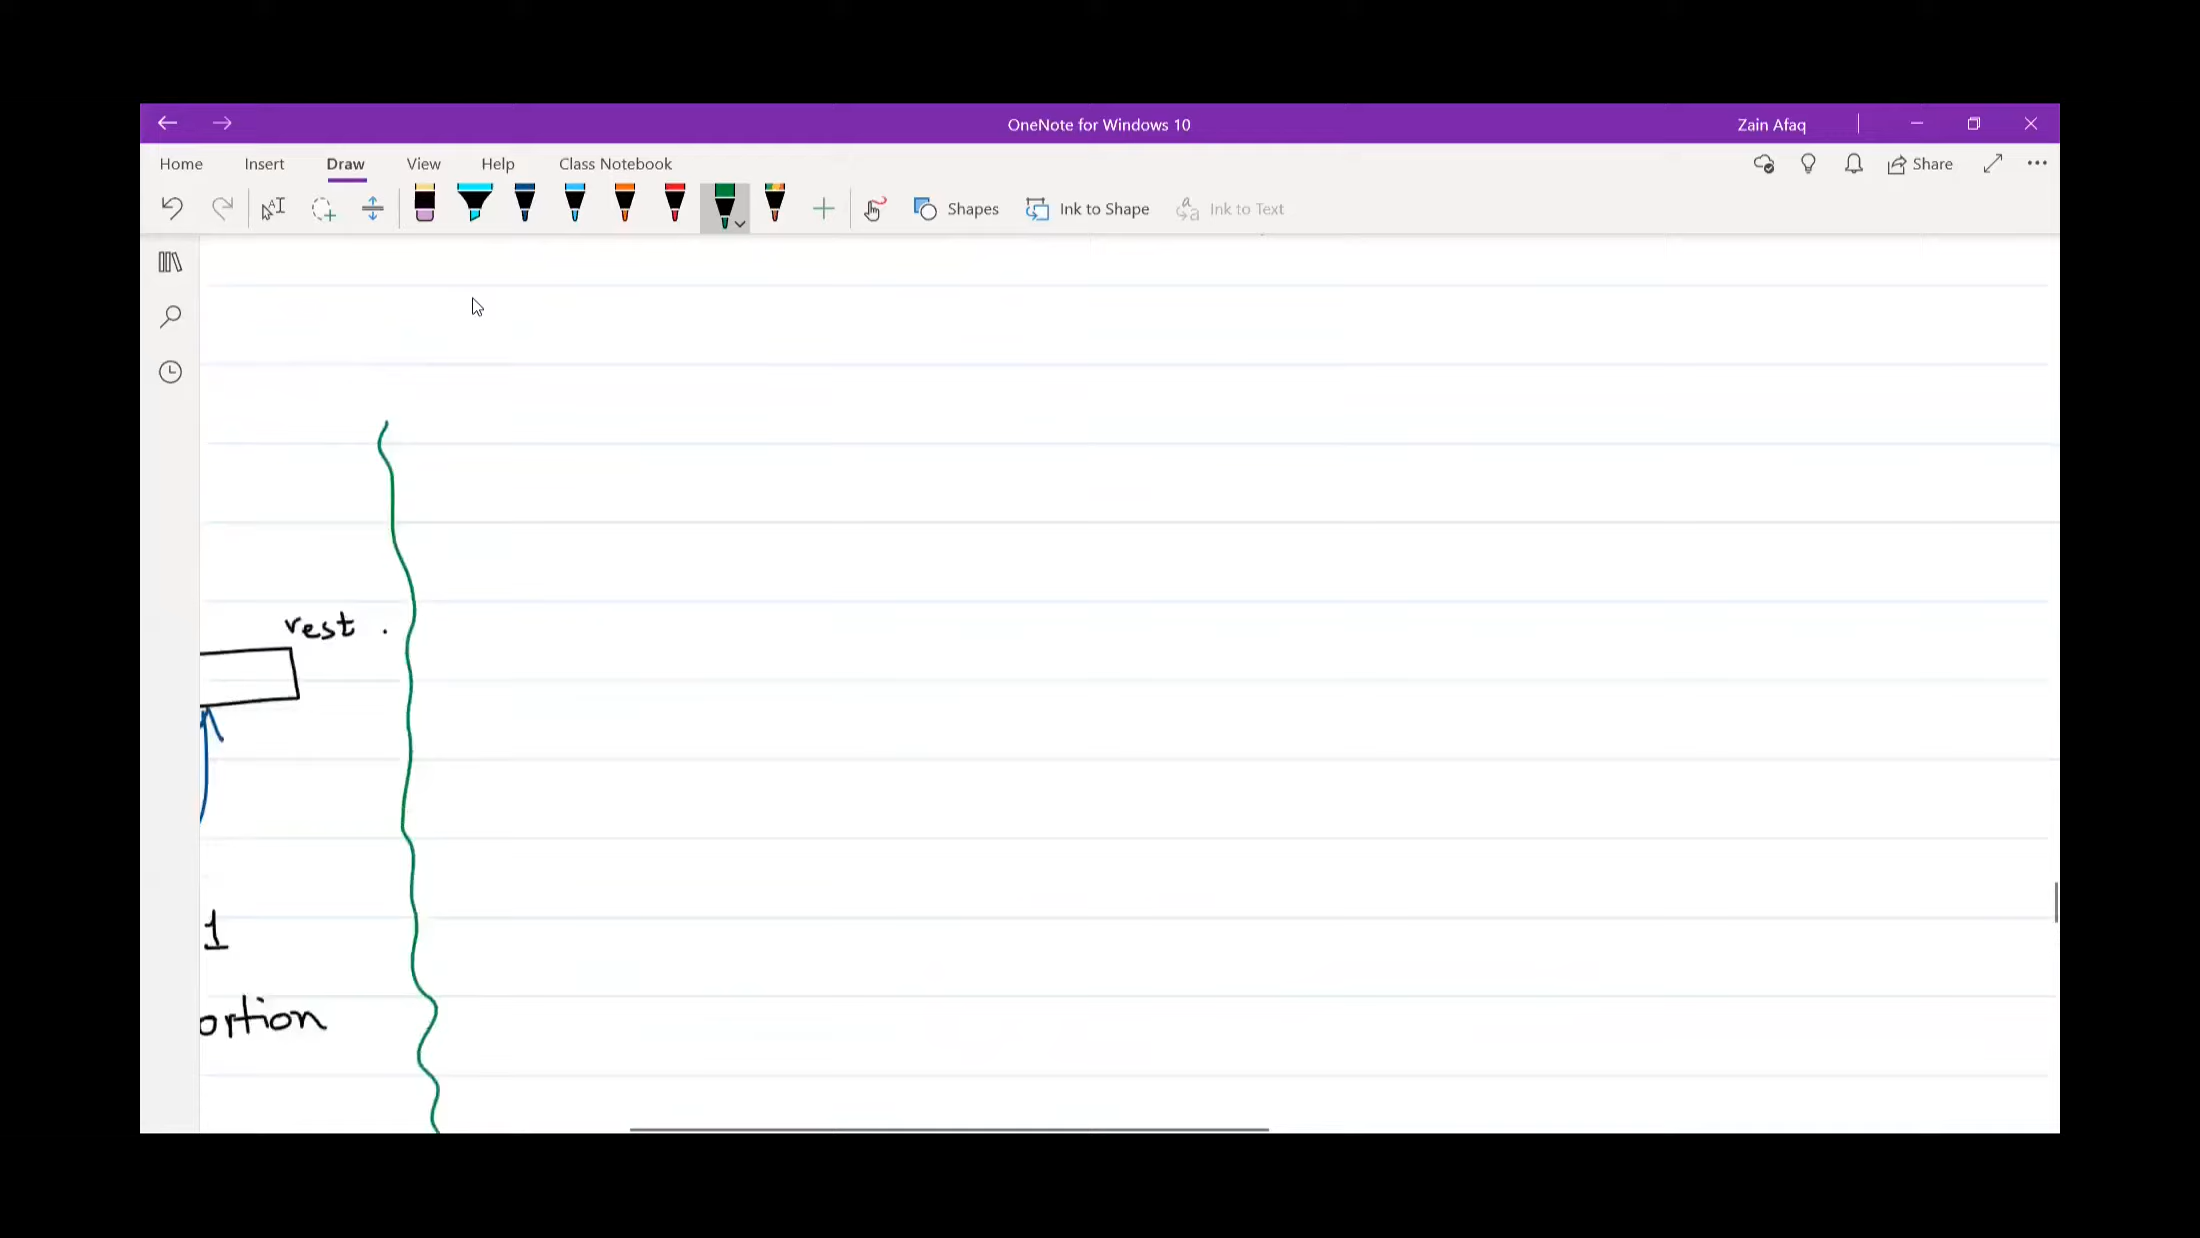 OneNote for Windows 10
Zain Afaq
Home Insert Draw View Help Class Notebook
Share
Shapes Ink to Shape Ink to Text
rest .
1
ortion